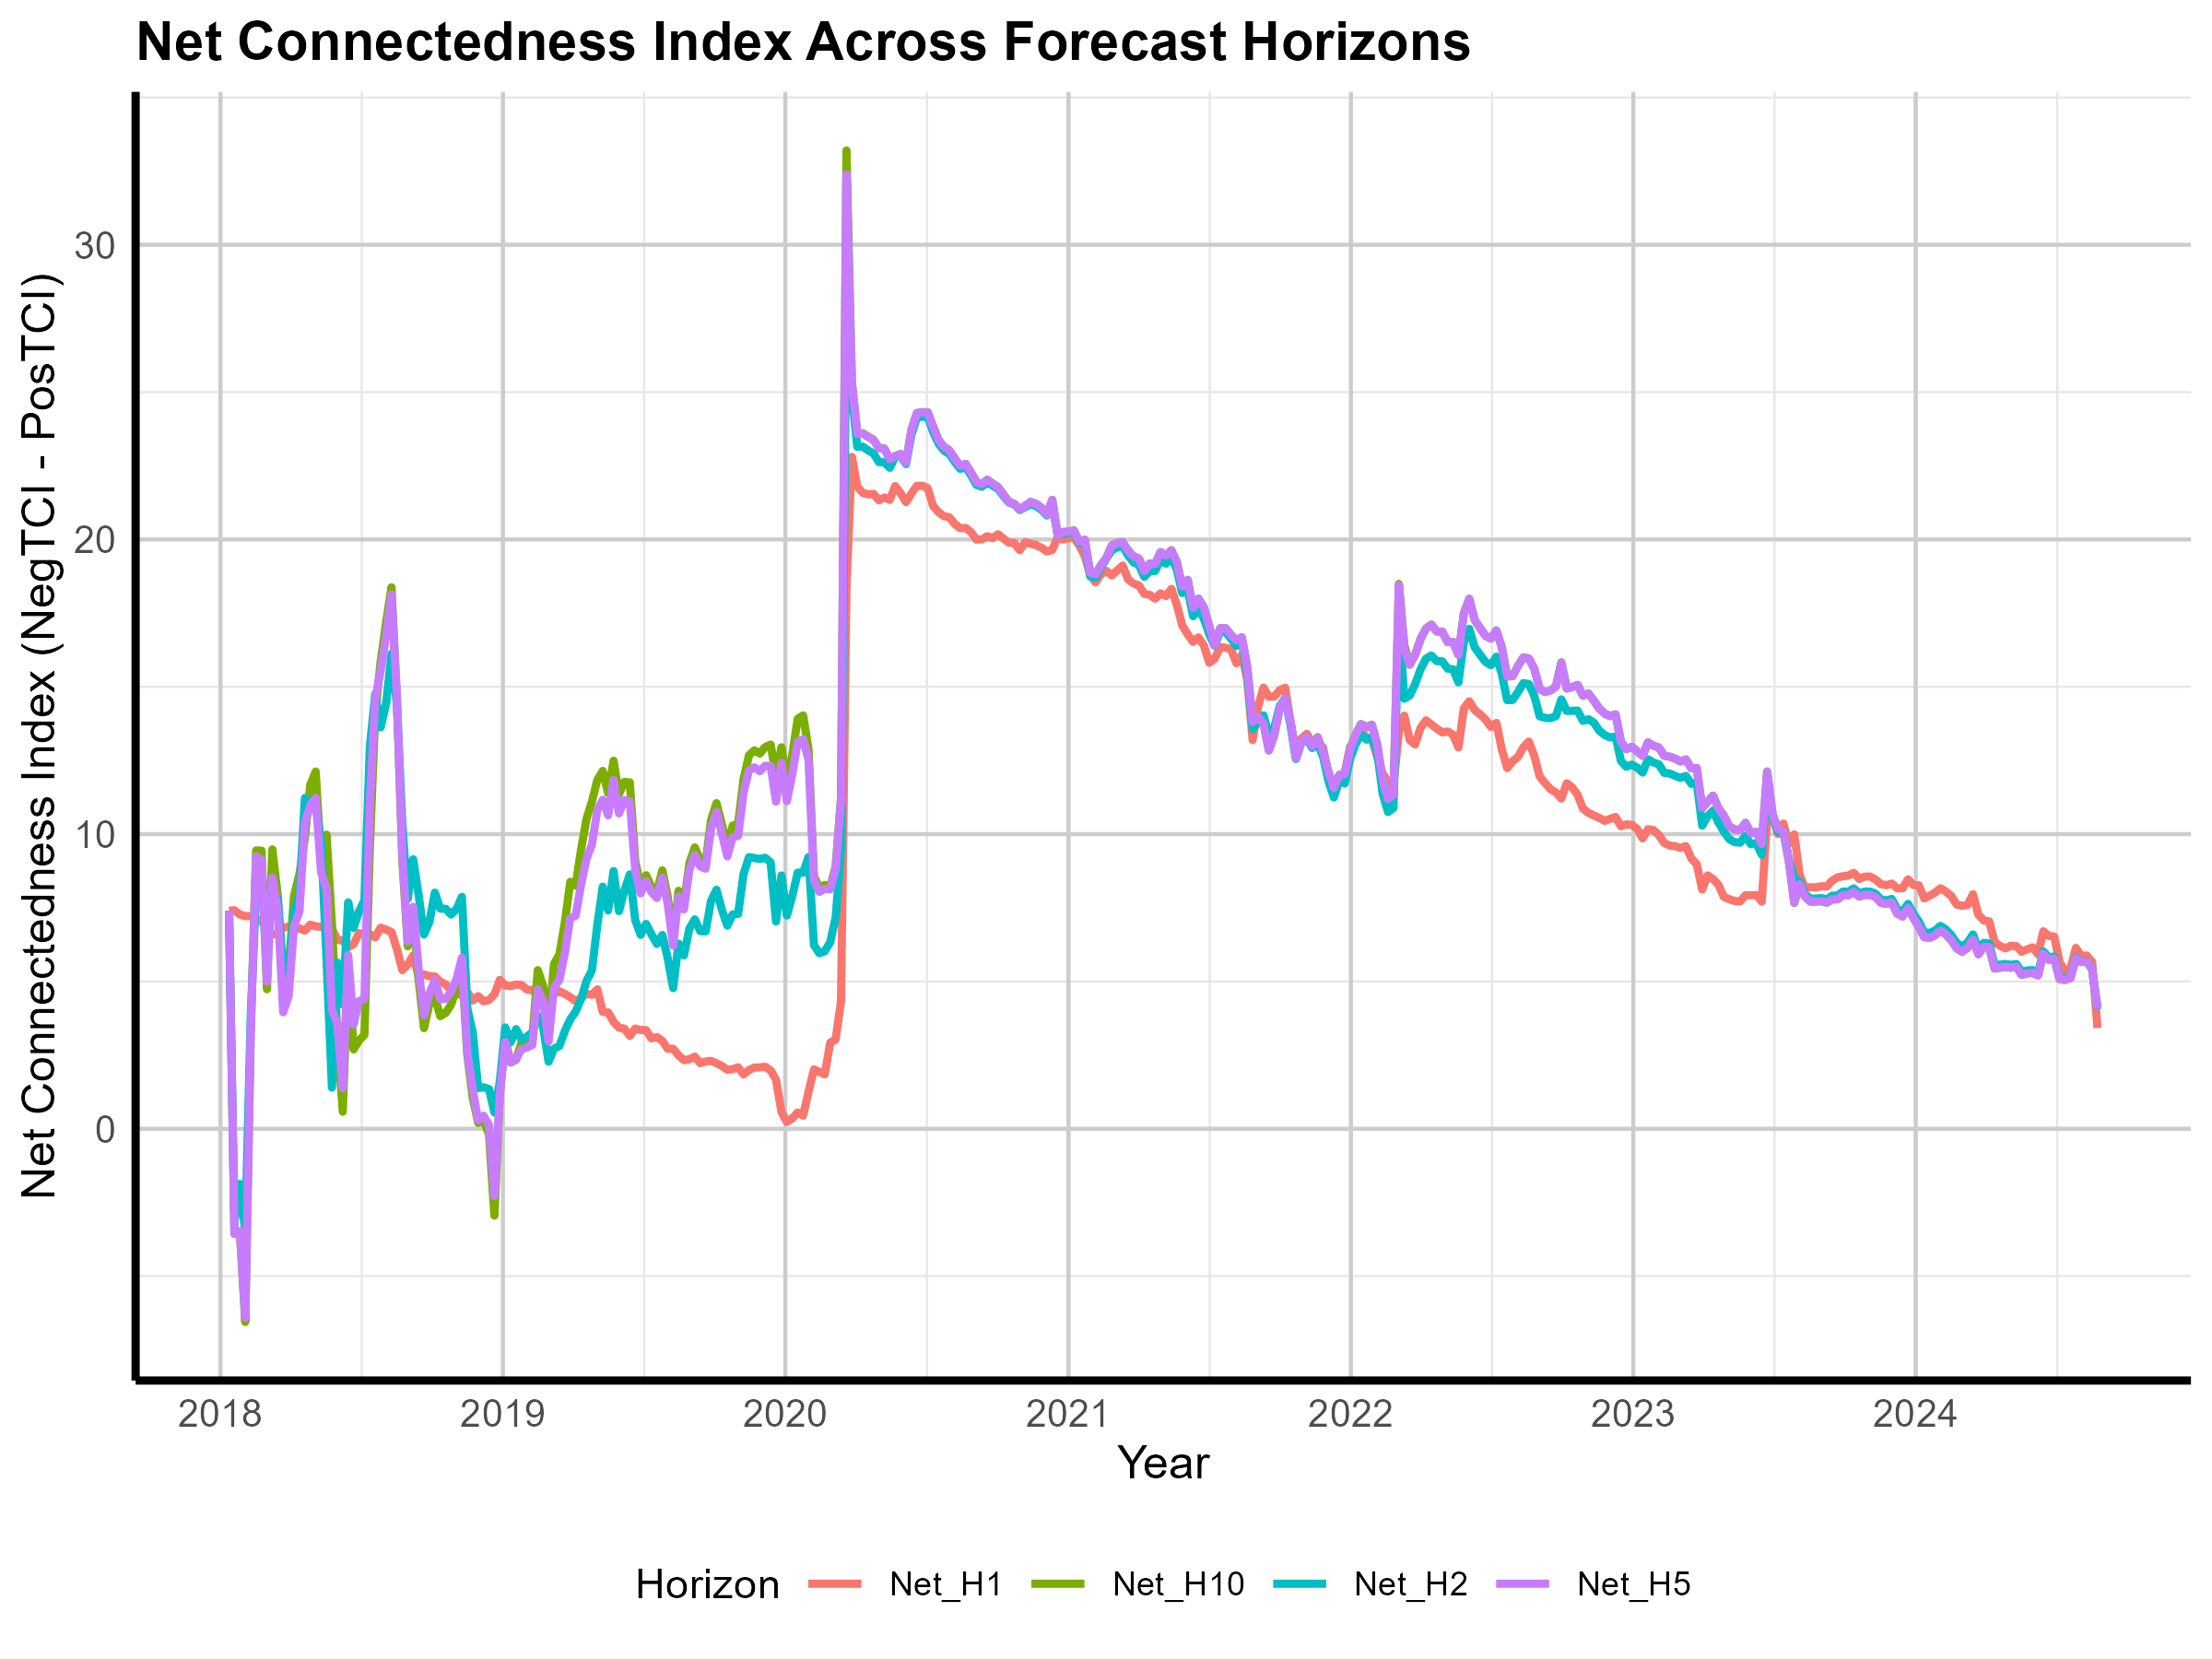 Net Connectedness Index Across Forecast Horizons
Net Connectedness Index (NegTCI - PosTCI)
30
20
10
0
2018 2019 2020 2021 2022 2023 2024
Year
Horizon Net_H1 Net_H10 Net_H2 Net_H5